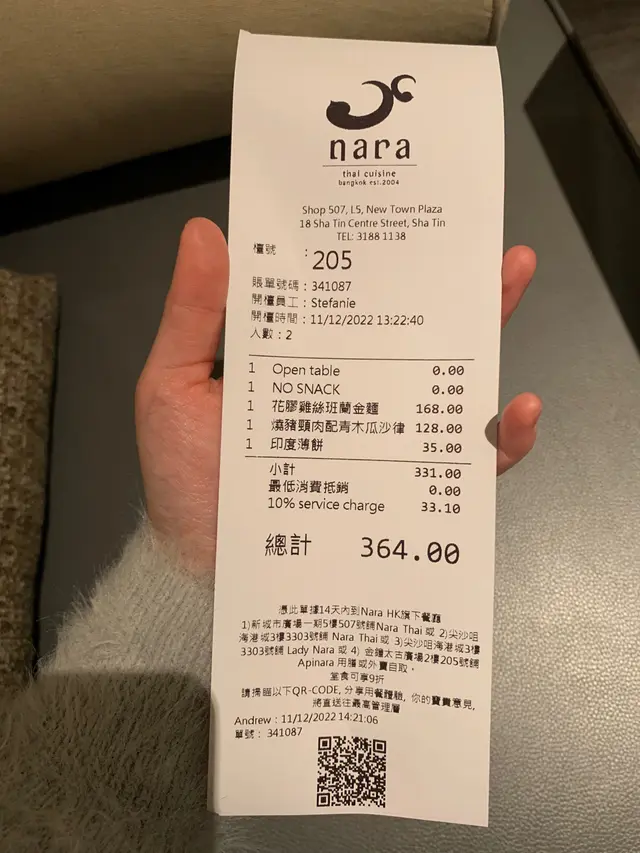 nara
thai cuisine
bangkok est.2004
Shop 507, L5, New Town Plaza
18 Sha Tin Centre Street, Sha Tin
TEL: 3188 1138
檯號 : 205
賬單號碼 : 341087
開檯員工 : Stefanie
開檯時間 : 11/12/2022 13:22:40
人數 : 2
1 Open table 0.00
1 NO SNACK 0.00
1 花膠雞絲班蘭金麵 168.00
1 燒豬頸肉配青木瓜沙律 128.00
1 印度薄餅 35.00
小計 331.00
最低消費抵銷 0.00
10% service charge 33.10
總計 364.00
憑此單據14天內到Nara HK旗下餐廳
1)新城市廣場一期5樓507號舖Nara Thai 或 2)尖沙咀
海港城3樓3303號舖 Nara Thai 或 3)尖沙咀海港城3樓
3303號舖 Lady Nara 或 4) 金鐘太古廣場2樓205號舖
Apinara 用膳或外賣自取，
堂食可享9折
請掃瞄以下QR-CODE, 分享用餐體驗, 你的寶貴意見,
將直送往最高管理層
Andrew : 11/12/2022 14:21:06
單號 : 341087